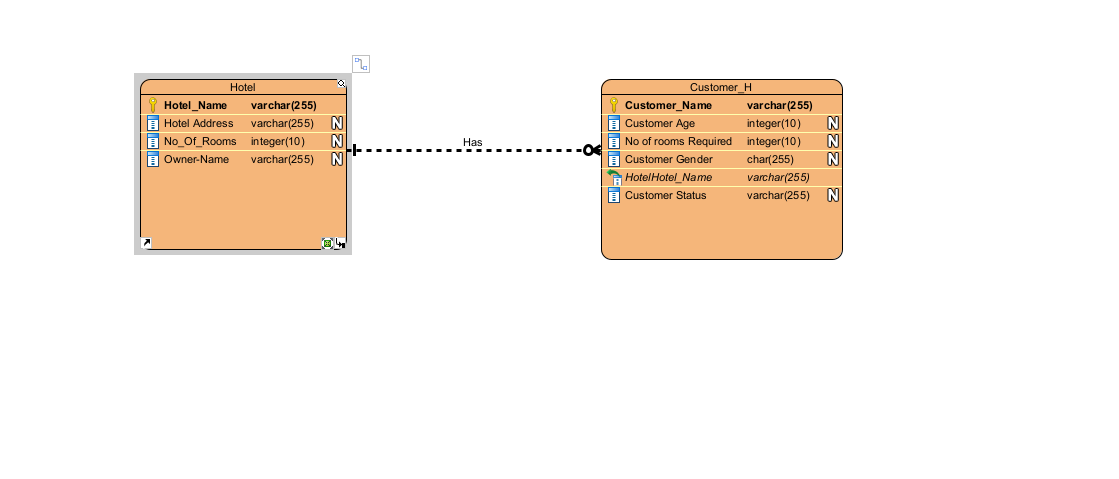 Hotel
Hotel_Name varchar(255)
Hotel Address varchar(255) N
No_Of_Rooms integer(10) N
Owner-Name varchar(255) N
Has
Customer_H
Customer_Name varchar(255)
Customer Age integer(10) N
No of rooms Required integer(10) N
Customer Gender char(255) N
HotelHotel_Name varchar(255)
Customer Status varchar(255) N